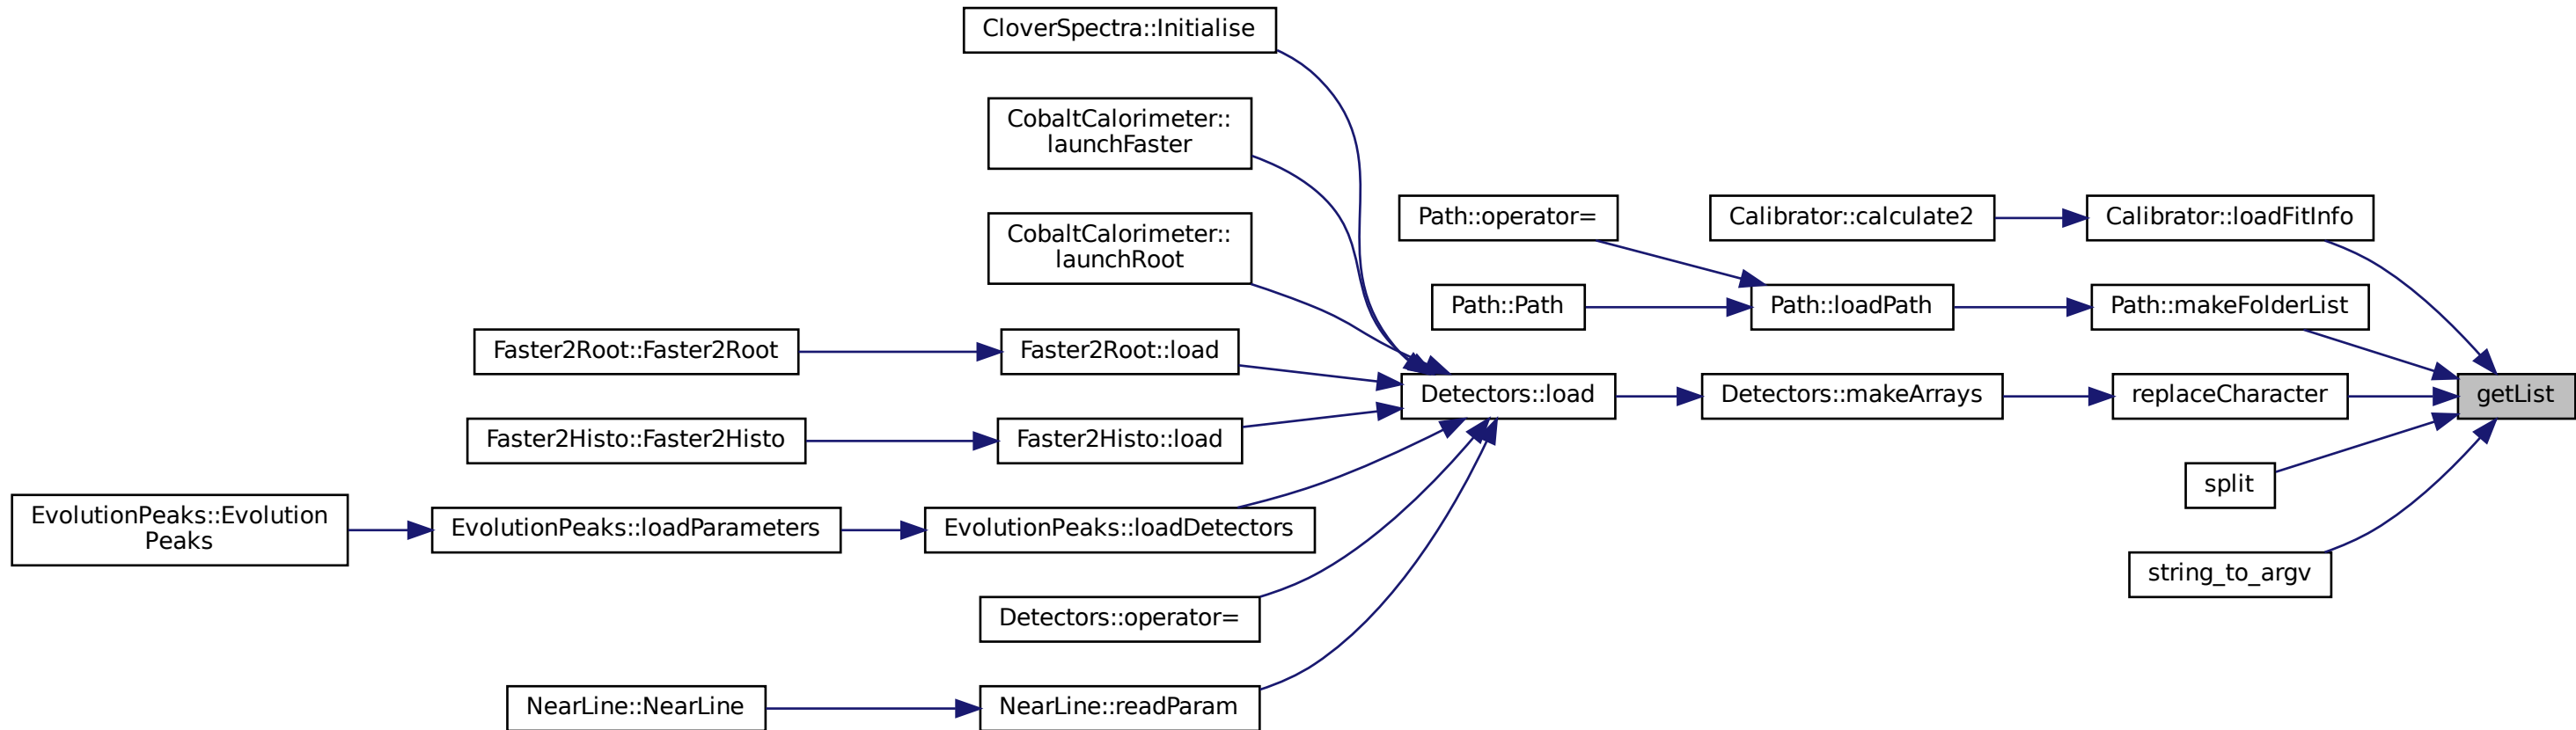 CloverSpectra::Initialise
CobaltCalorimeter::
launchFaster
CobaltCalorimeter::
launchRoot
Path::operator=
Calibrator::calculate2
Calibrator::loadFitInfo
Path::Path
Path::loadPath
Path::makeFolderList
Faster2Root::Faster2Root
Faster2Root::load
Detectors::load
Detectors::makeArrays
replaceCharacter
getList
Faster2Histo::Faster2Histo
Faster2Histo::load
split
EvolutionPeaks::Evolution
Peaks
EvolutionPeaks::loadParameters
EvolutionPeaks::loadDetectors
string_to_argv
Detectors::operator=
NearLine::NearLine
NearLine::readParam